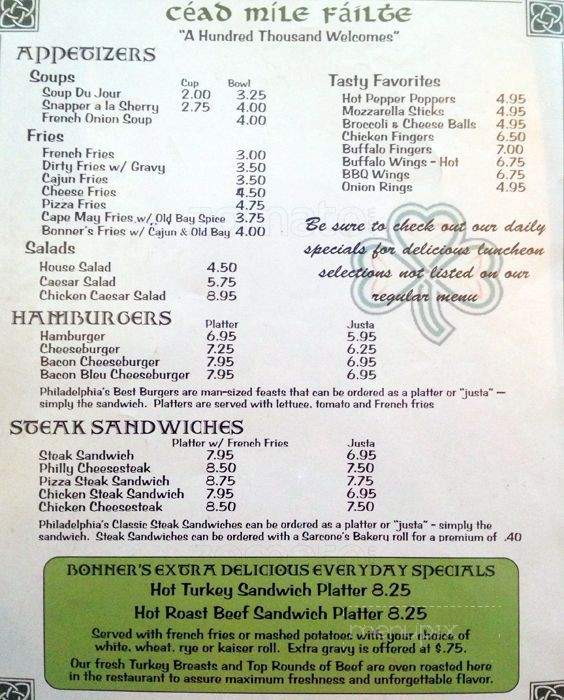 céad míle fáilte
"A Hundred Thousand Welcomes"
APPETIZERS
Soups Cup Bowl
Soup Du Jour 2.00 3.25
Snapper a la Sherry 2.75 4.00
French Onion Soup 4.00
Fries
French Fries 3.00
Dirty Fries w/ Gravy 3.50
Cajun Fries 3.50
Cheese Fries 4.50
Pizza Fries 4.75
Cape May Fries w/ Old Bay Spice 3.75
Bonner's Fries w/ Cajun & Old Bay 4.00
Salads
House Salad 4.50
Caesar Salad 5.75
Chicken Caesar Salad 8.95
Tasty Favorites
Hot Pepper Poppers 4.95
Mozzarella Sticks 4.95
Broccoli & Cheese Balls 4.95
Chicken Fingers 6.50
Buffalo Fingers 7.00
Buffalo Wings - Hot 6.75
BBQ Wings 6.75
Onion Rings 4.95
Be sure to check out our daily
specials for delicious luncheon
selections not listed on our
regular menu
HAMBURGERS Platter Justa
Hamburger 6.95 5.95
Cheeseburger 7.25 6.25
Bacon Cheeseburger 7.95 6.95
Bacon Bleu Cheeseburger 7.95 6.95
Philadelphia's Best Burgers are man-sized feasts that can be ordered as a platter or "justa" —
simply the sandwich. Platters are served with lettuce, tomato and French fries
STEAK SANDWICHES
Platter w/ French Fries Justa
Steak Sandwich 7.95 6.95
Philly Cheesesteak 8.50 7.50
Pizza Steak Sandwich 8.75 7.75
Chicken Steak Sandwich 7.95 6.95
Chicken Cheesesteak 8.50 7.50
Philadelphia's Classic Steak Sandwiches can be ordered as a platter or "justa" - simply the
sandwich. Steak Sandwiches can be ordered with a Sarcone's Bakery roll for a premium of .40
BONNER'S EXTRA DELICIOUS EVERYDAY SPECIALS
Hot Turkey Sandwich Platter 8.25
Hot Roast Beef Sandwich Platter 8.25
Served with french fries or mashed potatoes with your choice of
white, wheat, rye or kaiser roll. Extra gravy is offered at $.75.
Our fresh Turkey Breasts and Top Rounds of Beef are oven roasted here
in the restaurant to assure maximum freshness and unforgettable flavor.